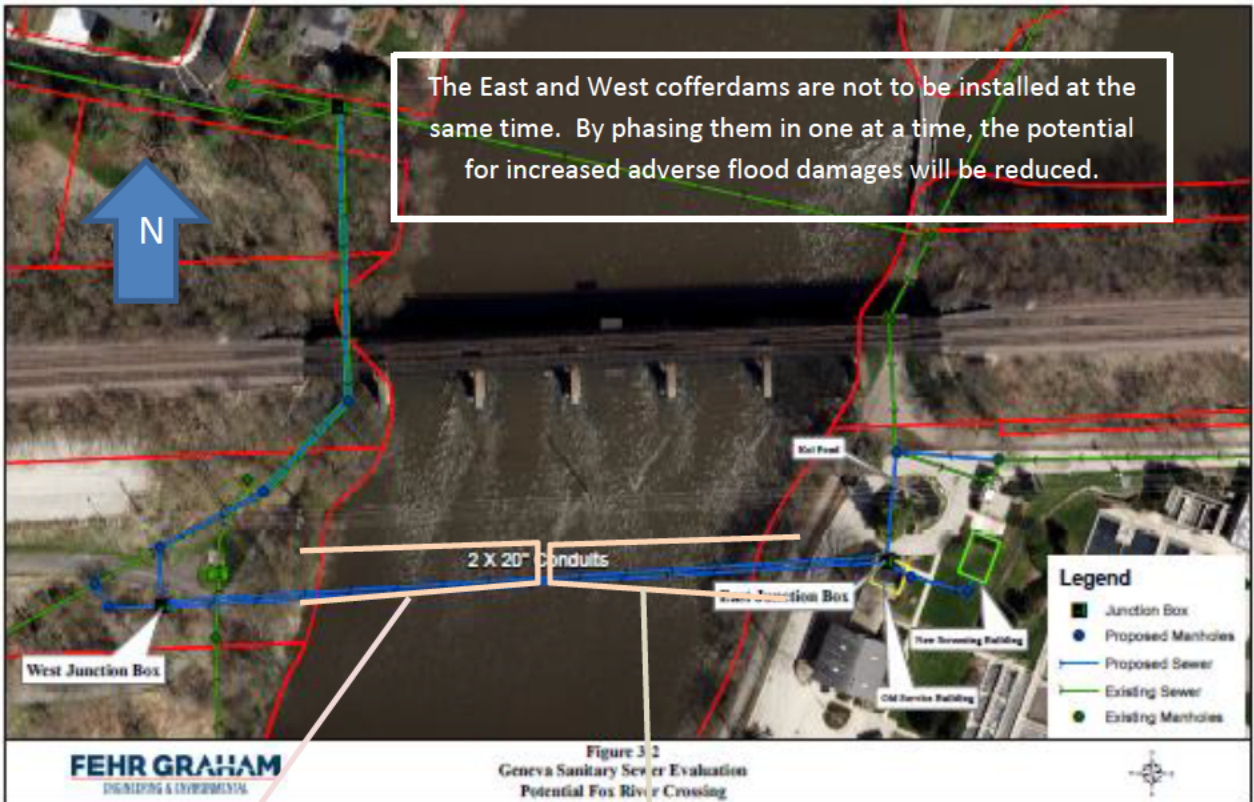 The East and West cofferdams are not to be installed at the
same time. By phasing them in one at a time, the potential
for increased adverse flood damages will be reduced.
N
Koi Pond
2 X 20" Conduits
East Junction Box
West Junction Box
New Screening Building
Old Service Building
Legend
Junction Box
Proposed Manholes
Proposed Sewer
Existing Sewer
Existing Manholes
FEHR GRAHAM
ENGINEERING & ENVIRONMENTAL
Figure 3-2
Geneva Sanitary Sewer Evaluation
Potential Fox River Crossing